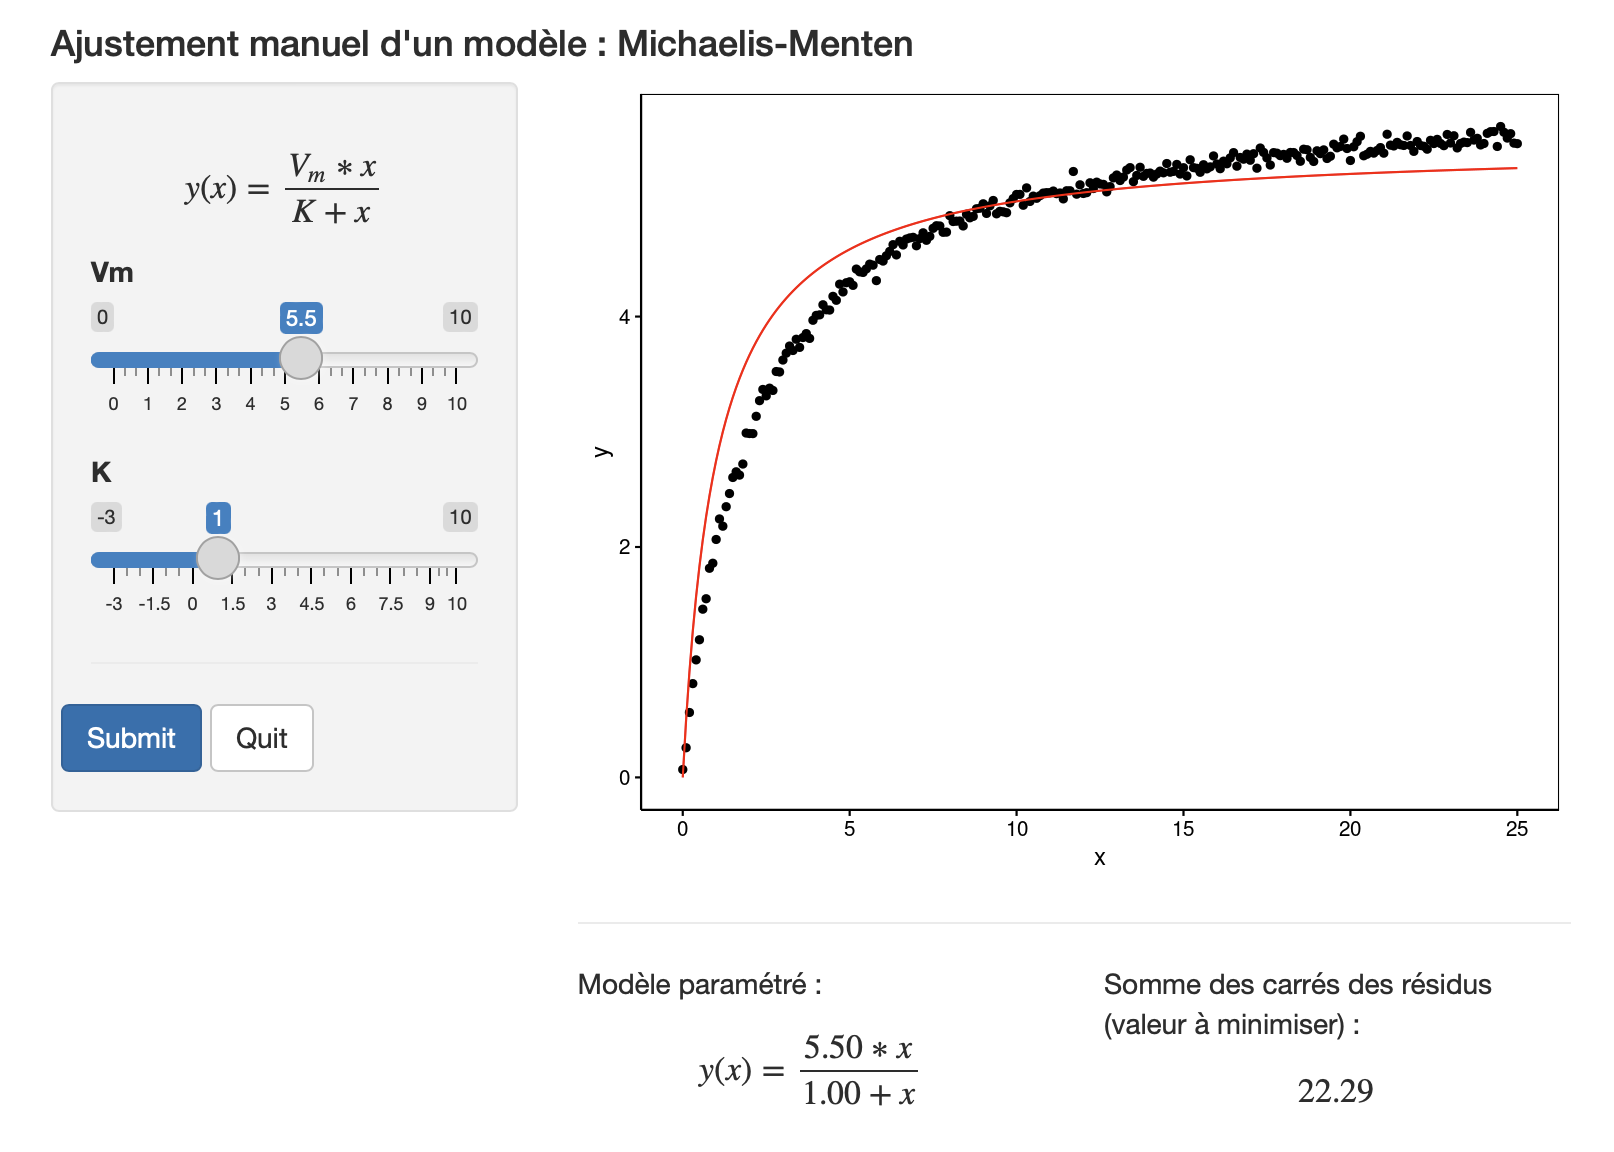 Ajustement manuel d'un modèle : Michaelis-Menten
y(x) = V_m * x / K + x
Vm
0 5.5 10
0 1 2 3 4 5 6 7 8 9 10
K
-3 1 10
-3 -1.5 0 1.5 3 4.5 6 7.5 9 10
Submit Quit
y
4
2
0
0 5 10 15 20 25
x
Modèle paramétré :
y(x) = 5.50 * x / 1.00 + x
Somme des carrés des résidus
(valeur à minimiser) :
22.29